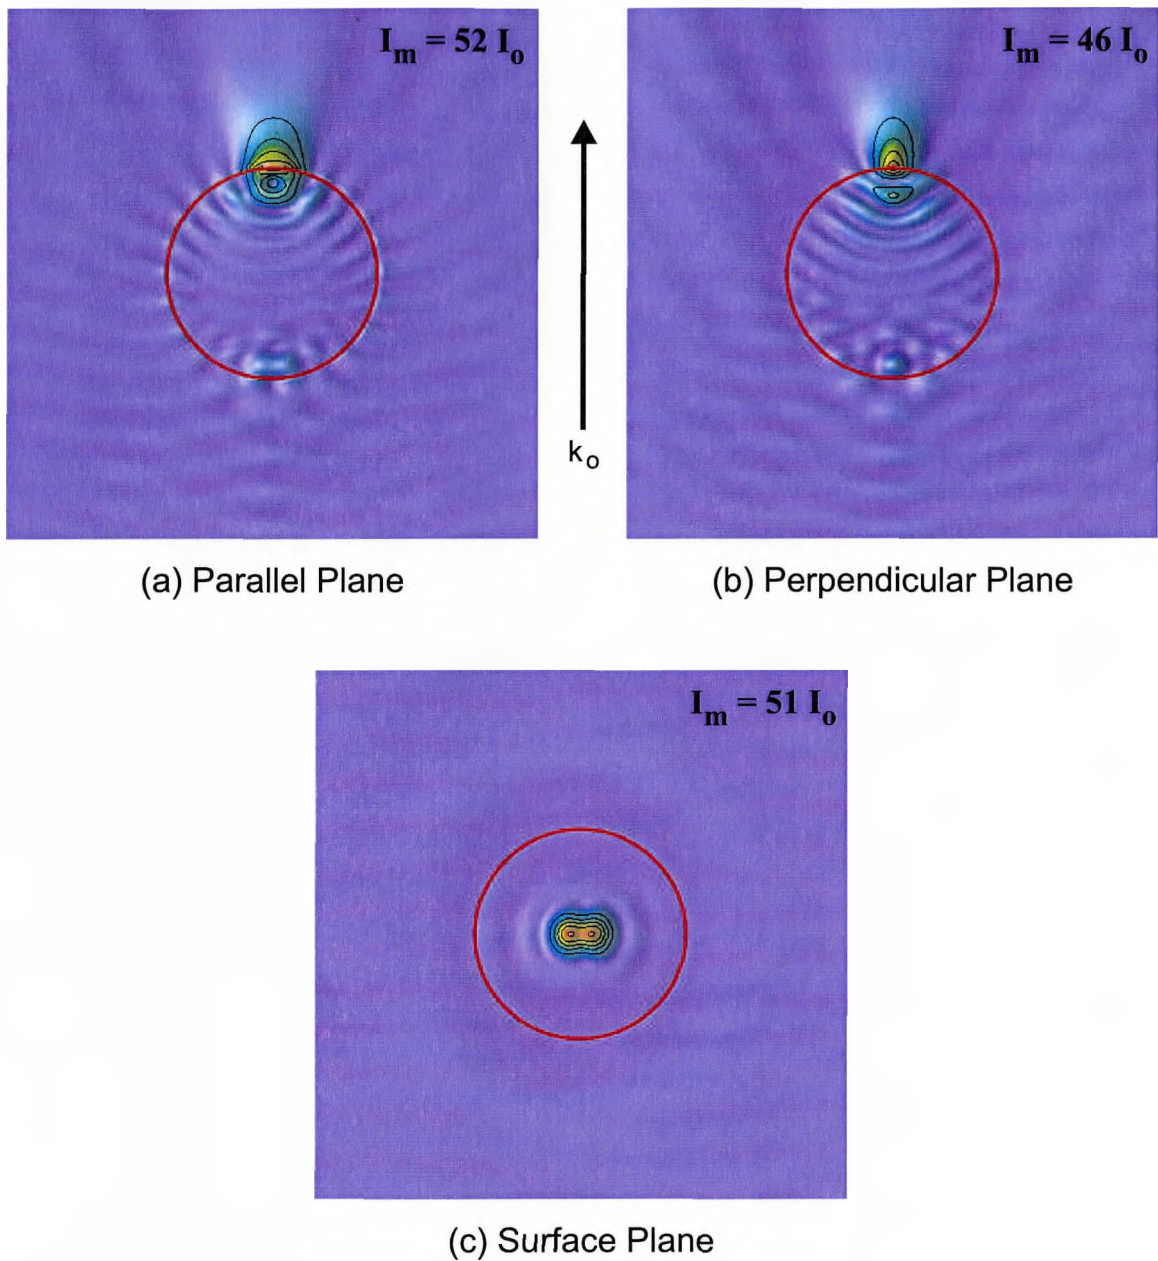 I_m = 52 I_o
I_m = 46 I_o
k_o
(a) Parallel Plane
(b) Perpendicular Plane
I_m = 51 I_o
(c) Surface Plane